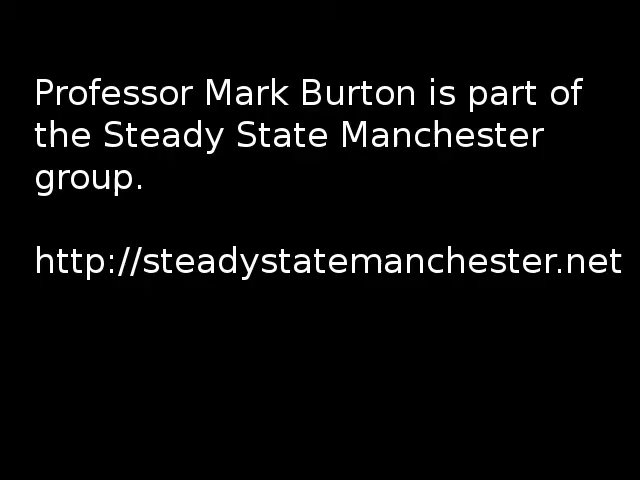 Professor Mark Burton is part of
the Steady State Manchester
group.
http://steadystatemanchester.net